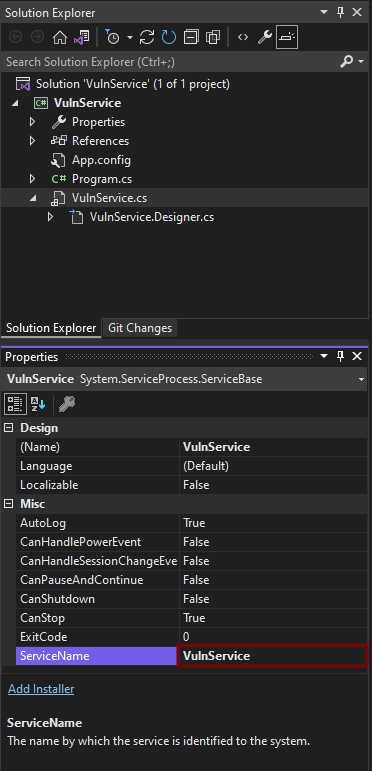 Solution Explorer
Search Solution Explorer (Ctrl+;)
Solution 'VulnService' (1 of 1 project)
C# VulnService
Properties
References
App.config
C# Program.cs
VulnService.cs
VulnService.Designer.cs
Solution Explorer Git Changes
Properties
VulnService System.ServiceProcess.ServiceBase
A Z
Design
(Name) VulnService
Language (Default)
Localizable False
Misc
AutoLog True
CanHandlePowerEvent False
CanHandleSessionChangeEve False
CanPauseAndContinue False
CanShutdown False
CanStop True
ExitCode 0
ServiceName VulnService
Add Installer
ServiceName
The name by which the service is identified to the system.